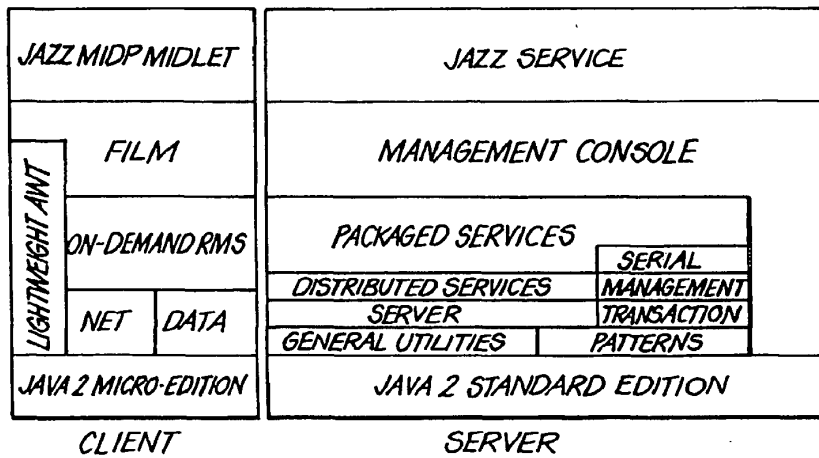 JAZZ MIDP MIDLET
FILM
LIGHTWEIGHT AWT
ON-DEMAND RMS
NET
DATA
JAVA 2 MICRO-EDITION
CLIENT
JAZZ SERVICE
MANAGEMENT CONSOLE
PACKAGED SERVICES
SERIAL
DISTRIBUTED SERVICES
MANAGEMENT
SERVER
TRANSACTION
GENERAL UTILITIES
PATTERNS
JAVA 2 STANDARD EDITION
SERVER